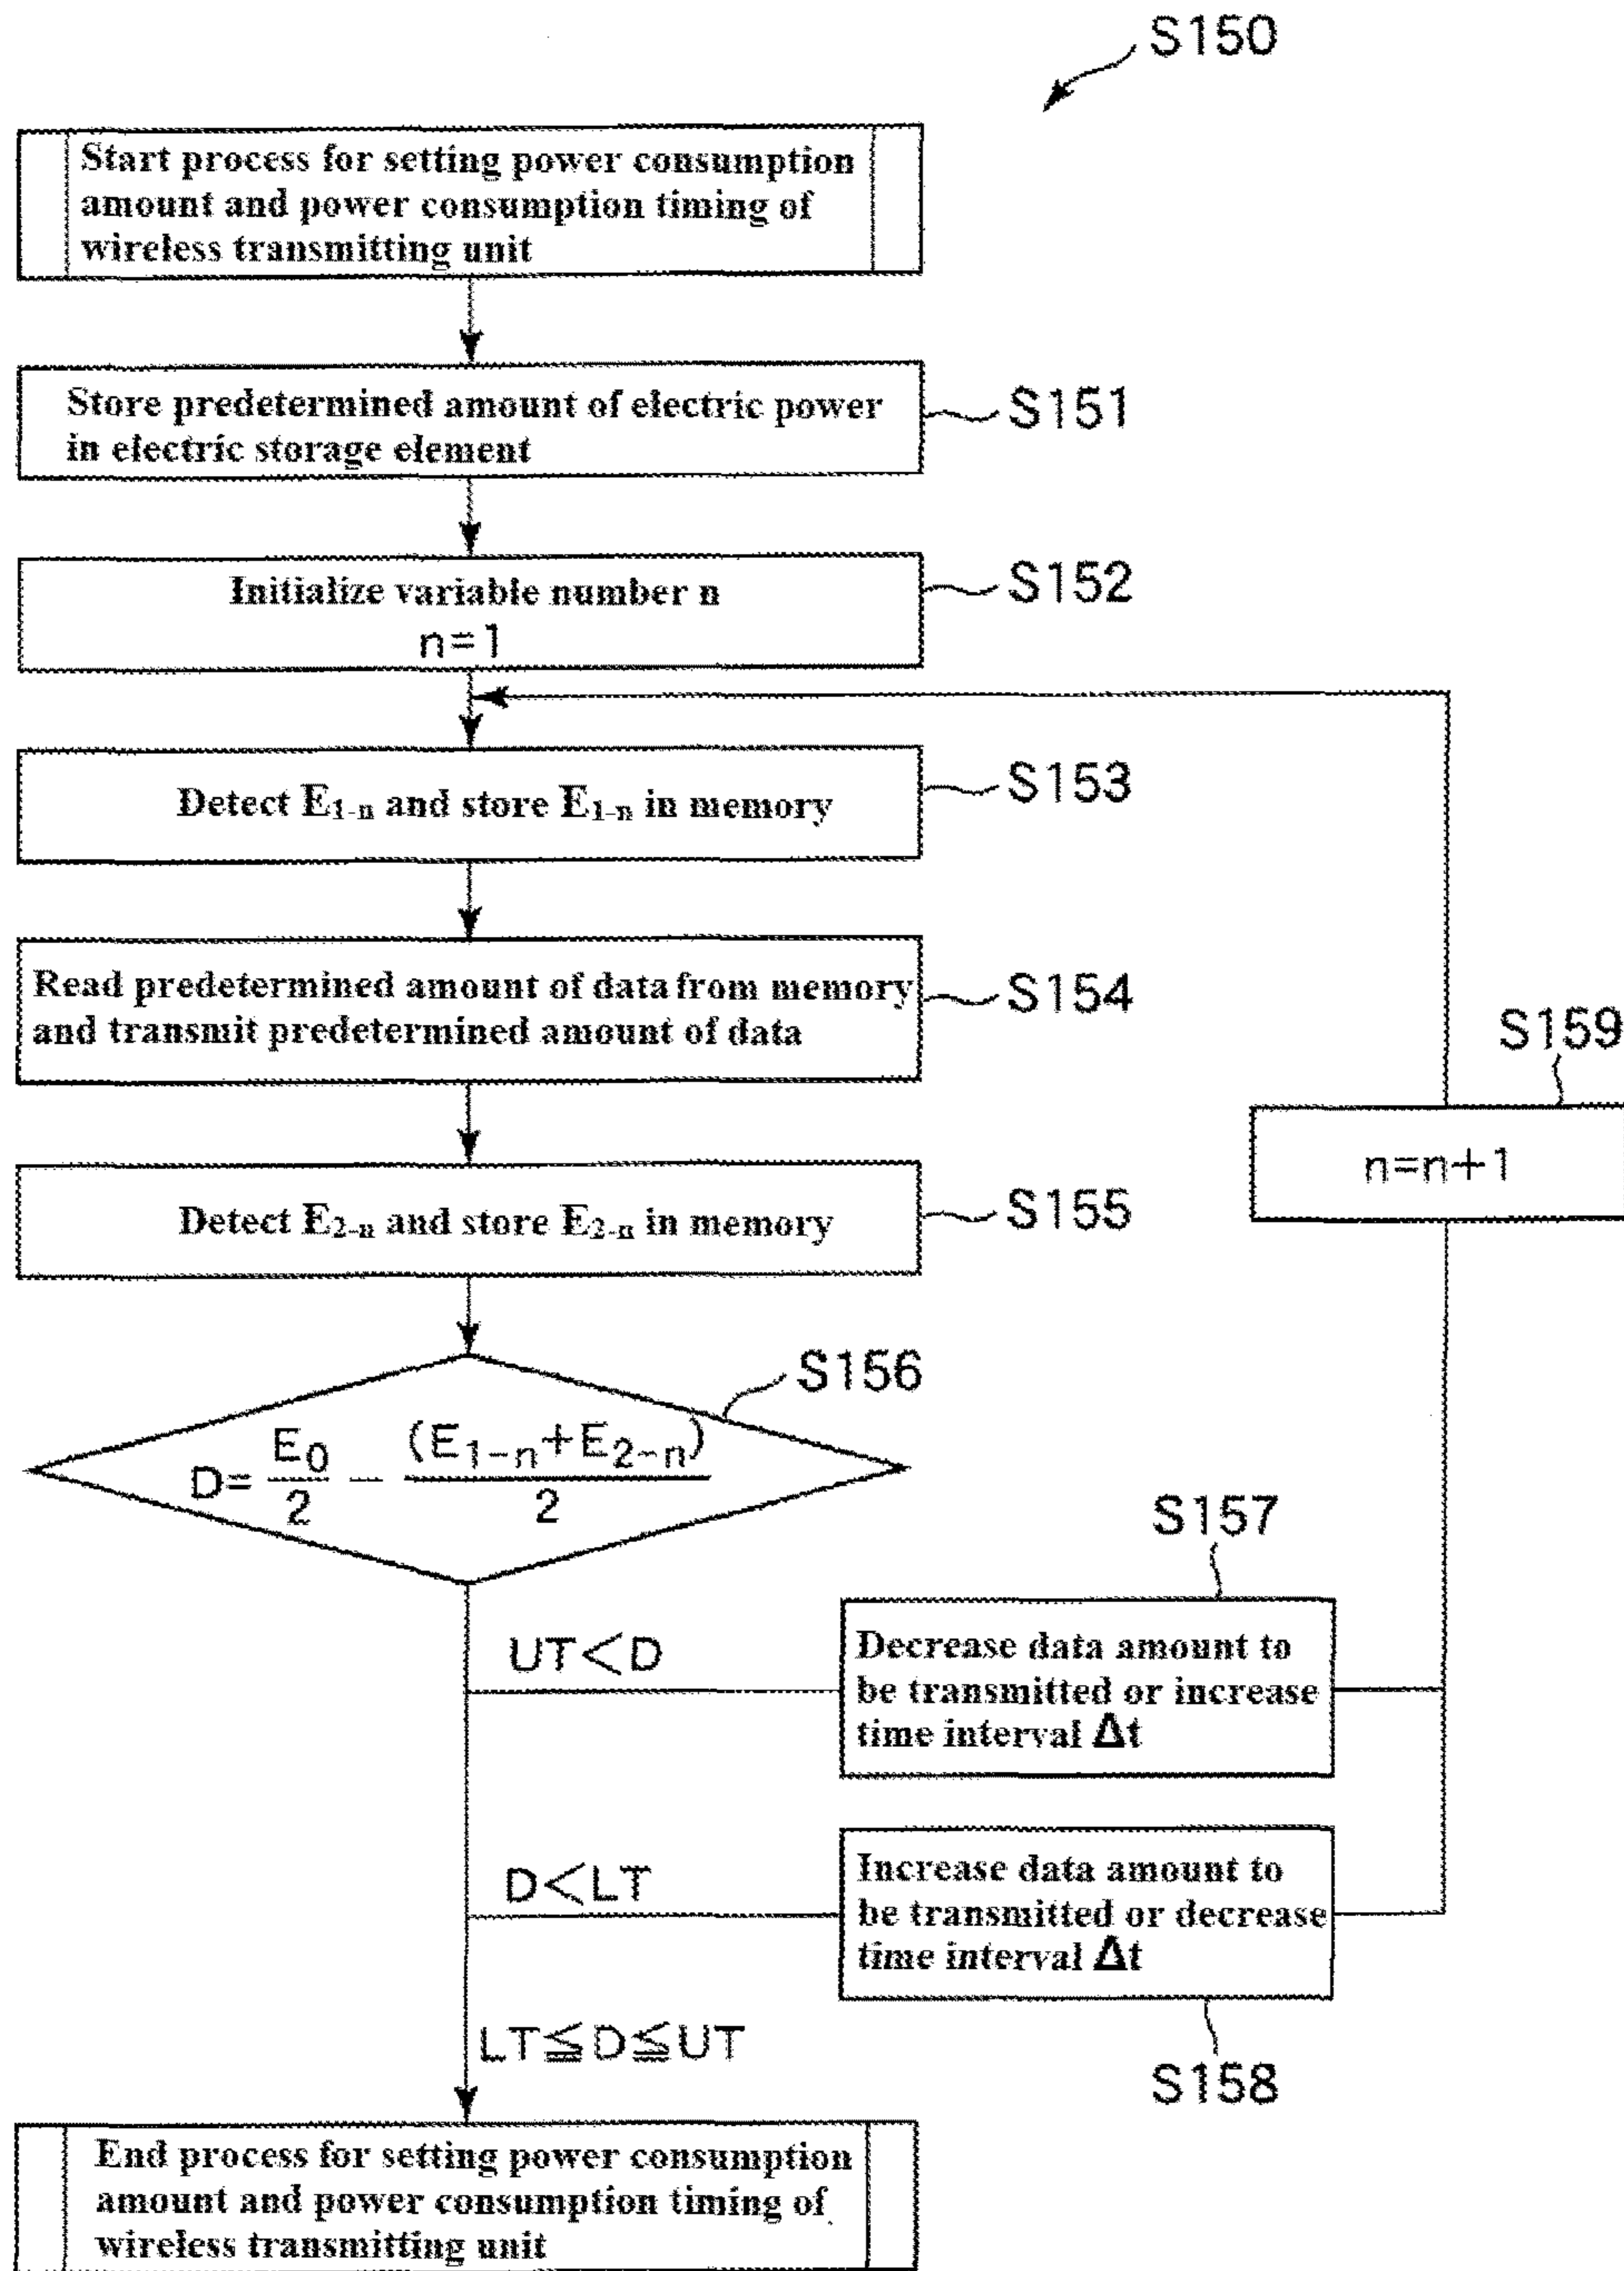 S150
Start process for setting power consumption
amount and power consumption timing of
wireless transmitting unit
Store predetermined amount of electric power
in electric storage element
S151
Initialize variable number n
n=1
S152
Detect E₁₋ₙ and store E₁₋ₙ in memory
S153
Read predetermined amount of data from memory
and transmit predetermined amount of data
S154
S159
n=n+1
Detect E₂₋ₙ and store E₂₋ₙ in memory
S155
S156
D= E₀/2 − (E₁₋ₙ+E₂₋ₙ)/2
S157
UT<D
Decrease data amount to
be transmitted or increase
time interval Δt
D<LT
Increase data amount to
be transmitted or decrease
time interval Δt
LT≦D≦UT
S158
End process for setting power consumption
amount and power consumption timing of
wireless transmitting unit